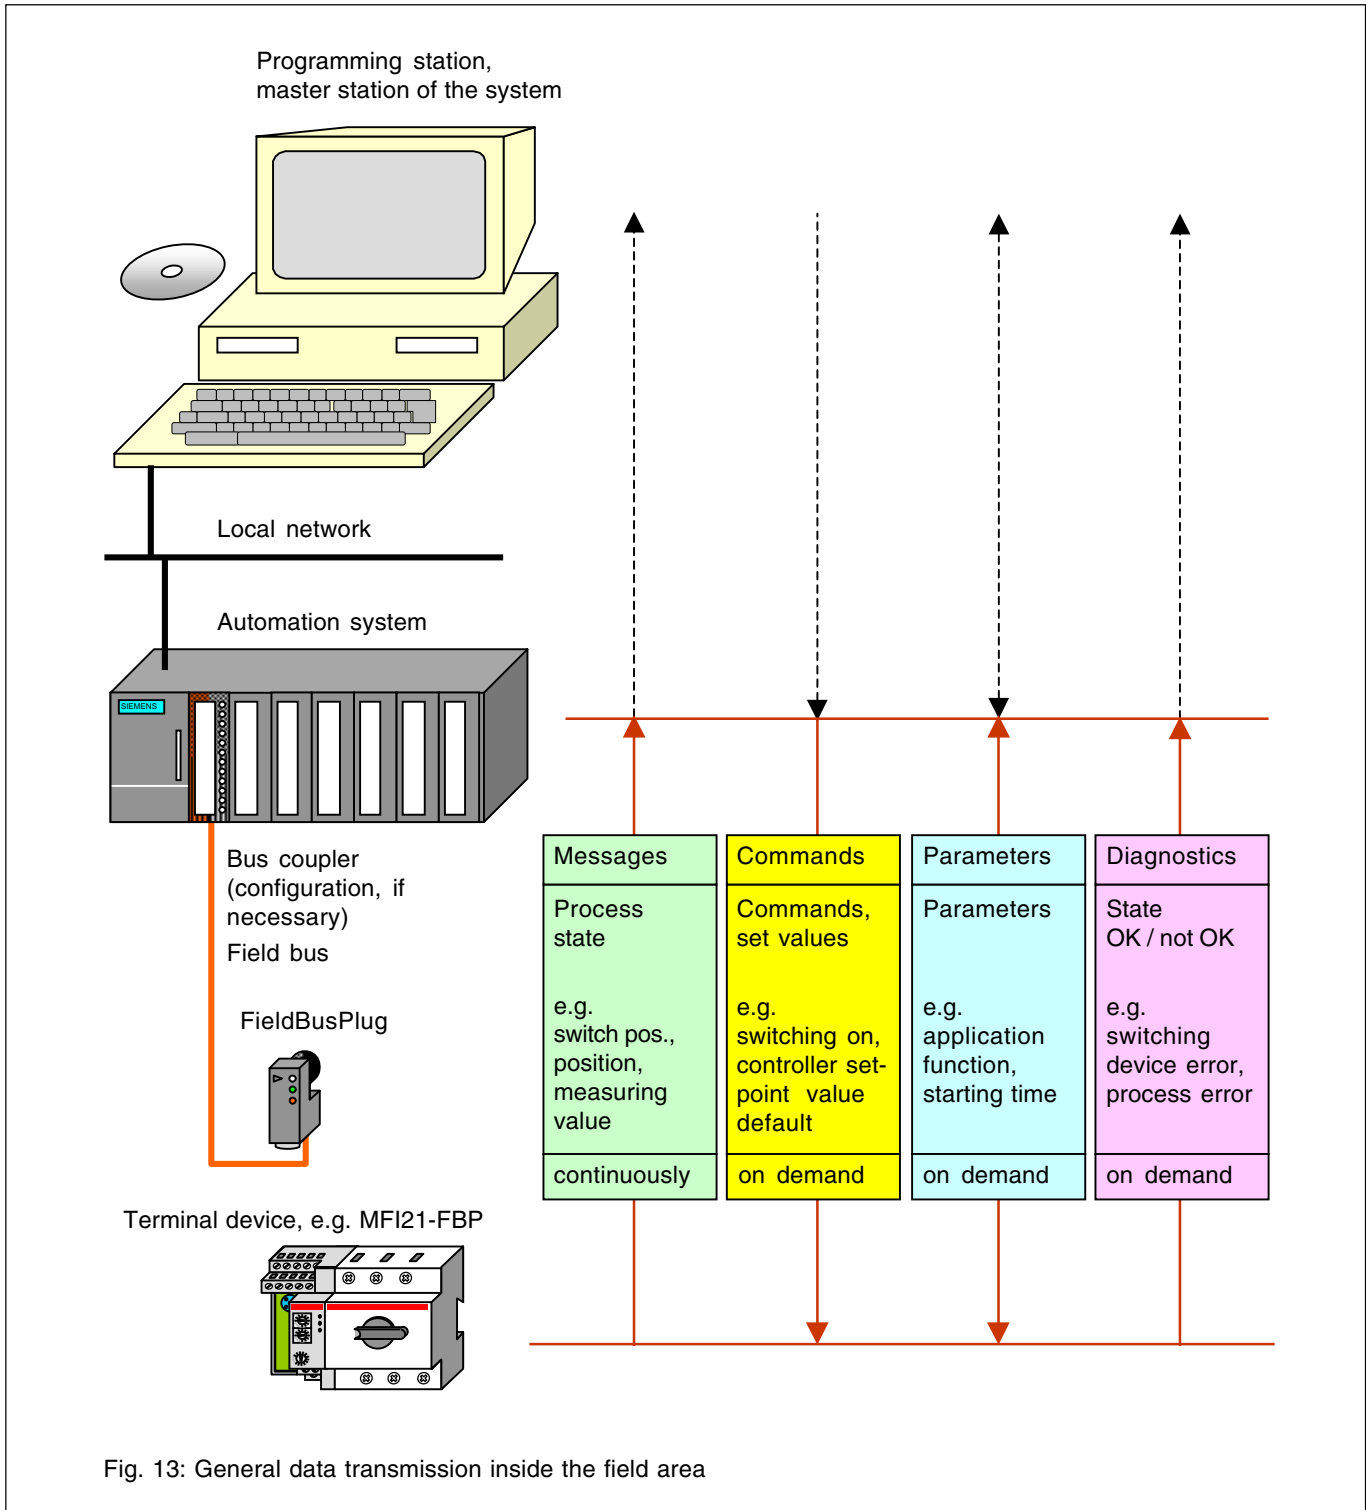 Programming station,
master station of the system
Local network
Automation system
SIEMENS
Bus coupler
(configuration, if
necessary)
Field bus
FieldBusPlug
Terminal device, e.g. MFI21-FBP
Messages
Process
state
e.g.
switch pos.,
position,
measuring
value
continuously
Commands
Commands,
set values
e.g.
switching on,
controller set-
point value
default
on demand
Parameters
Parameters
e.g.
application
function,
starting time
on demand
Diagnostics
State
OK / not OK
e.g.
switching
device error,
process error
on demand
Fig. 13: General data transmission inside the field area